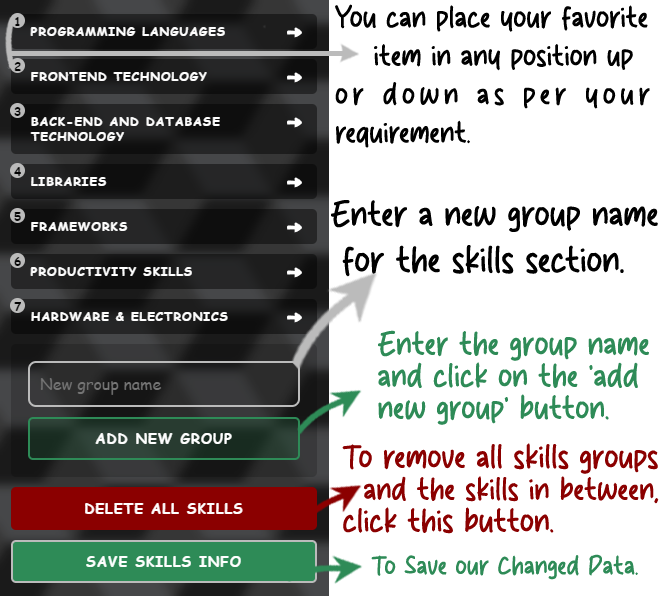 1
PROGRAMMING LANGUAGES
2
FRONTEND TECHNOLOGY
3
BACK-END AND DATABASE
TECHNOLOGY
4
LIBRARIES
5
FRAMEWORKS
6
PRODUCTIVITY SKILLS
7
HARDWARE & ELECTRONICS
New group name
ADD NEW GROUP
DELETE ALL SKILLS
SAVE SKILLS INFO
You can place your favorite
item in any position up
or down as per your
requirement.
Enter a new group name
for the skills section.
Enter the group name
and click on the 'add
new group' button.
To remove all skills groups
and the skills in between,
click this button.
To Save our Changed Data.